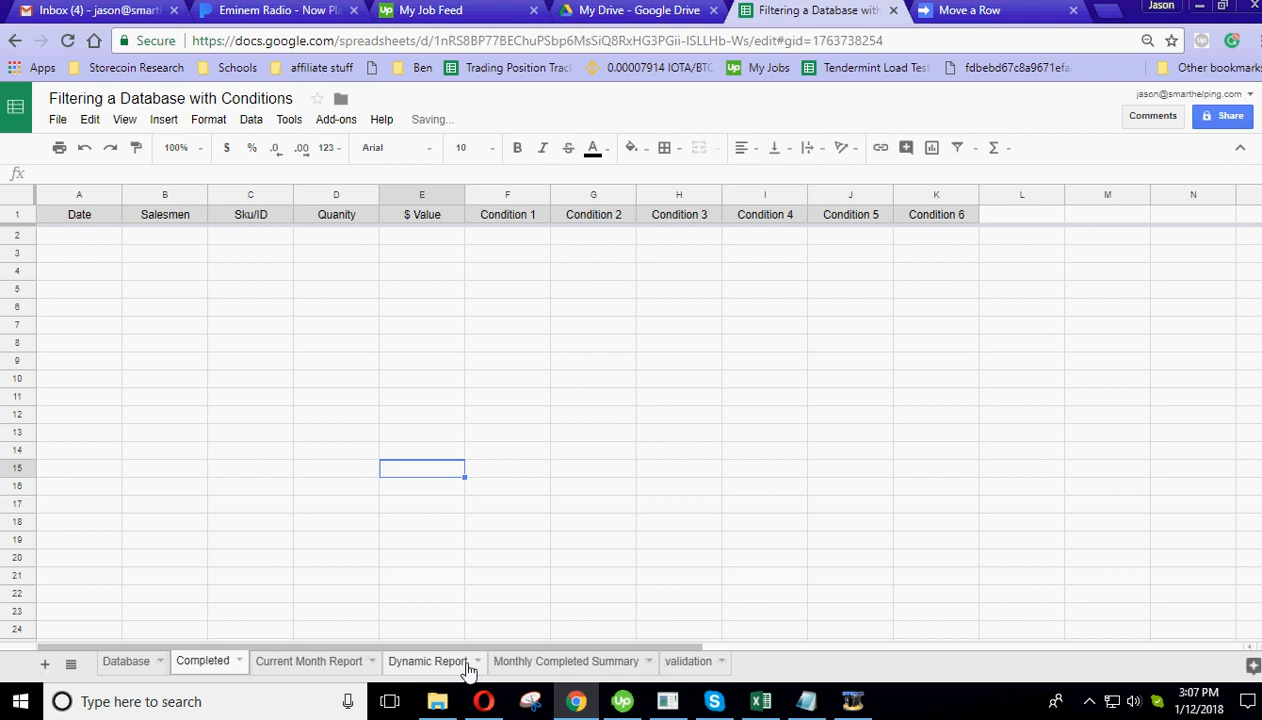 Inbox (4) - jason@smart
Eminem Radio - Now Pl
My Job Feed
My Drive - Google Drive
Filtering a Database with
Move a Row
Jason
Secure
https://docs.google.com/spreadsheets/d/1nRS8BP77BEChuPSbp6MsSiQ8RxHG3PGii-ISLLHb-Ws/edit#gid=1763738254
Apps
Storecoin Research
Schools
affiliate stuff
Ben
Trading Position Trac
0.00007914 IOTA/BTC
My Jobs
Tendermint Load Test
fdbebd67c8a9671efa
Other bookmarks
Filtering a Database with Conditions
jason@smarthelping.com
File Edit View Insert Format Data Tools Add-ons Help Saving...
Comments
Share
100% $ % .0 .00 123 Arial 10 B I S A Σ
fx
A B C D E F G H I J K L M N
1 Date Salesmen Sku/ID Quanity $ Value Condition 1 Condition 2 Condition 3 Condition 4 Condition 5 Condition 6
2
3
4
5
6
7
8
9
10
11
12
13
14
15
16
17
18
19
20
21
22
23
24
Database Completed Current Month Report Dynamic Report Monthly Completed Summary validation
Type here to search
3:07 PM
1/12/2018